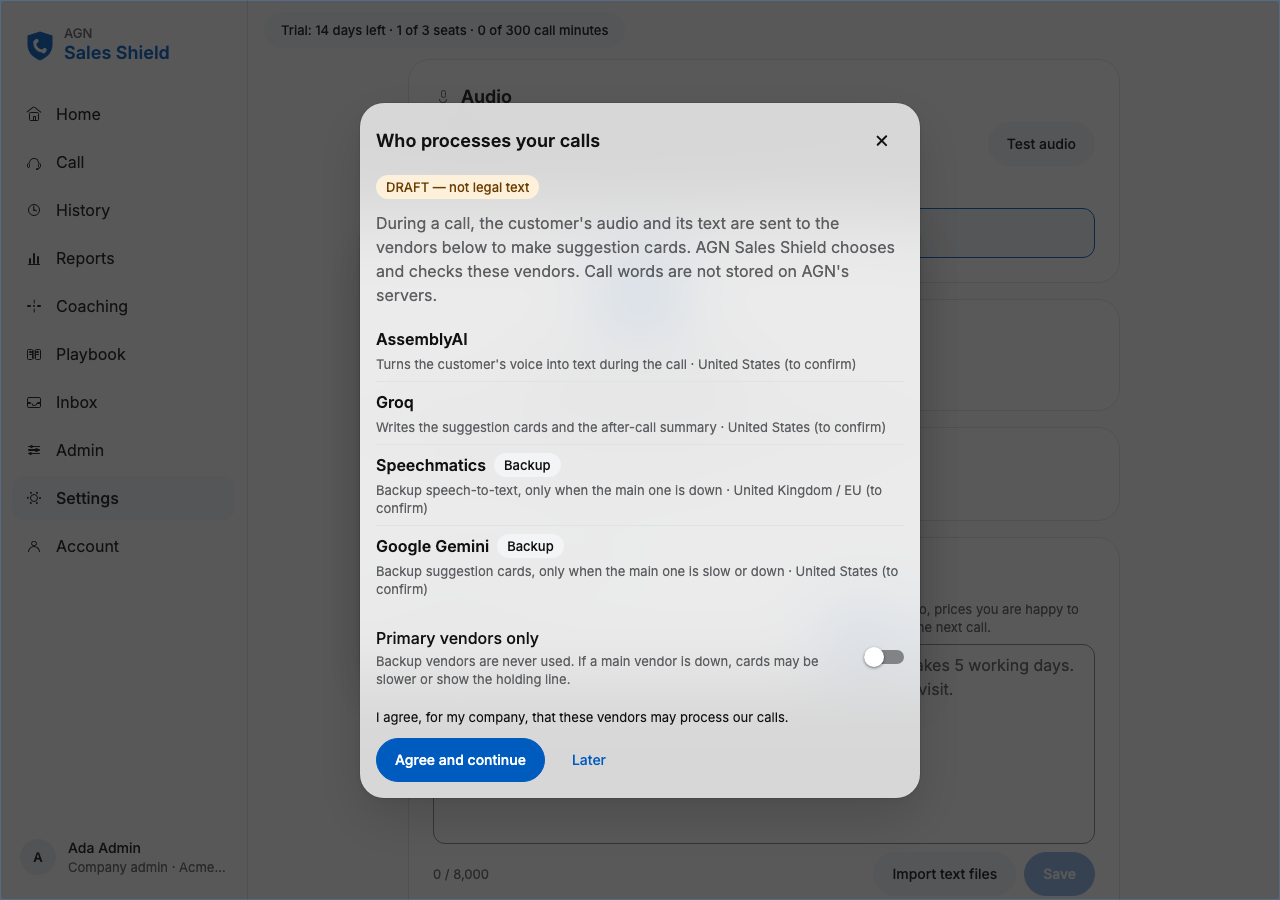 AGN
Sales Shield
Home
Call
History
Reports
Coaching
Playbook
Inbox
Admin
Settings
Account
A
Ada Admin
Company admin · Acme...
Trial: 14 days left · 1 of 3 seats · 0 of 300 call minutes
Audio
Test audio
Who processes your calls
DRAFT — not legal text
During a call, the customer's audio and its text are sent to the
vendors below to make suggestion cards. AGN Sales Shield chooses
and checks these vendors. Call words are not stored on AGN's
servers.
AssemblyAI
Turns the customer's voice into text during the call · United States (to confirm)
Groq
Writes the suggestion cards and the after-call summary · United States (to confirm)
Speechmatics Backup
Backup speech-to-text, only when the main one is down · United Kingdom / EU (to
confirm)
Google Gemini Backup
Backup suggestion cards, only when the main one is slow or down · United States (to
confirm)
Primary vendors only
Backup vendors are never used. If a main vendor is down, cards may be
slower or show the holding line.
I agree, for my company, that these vendors may process our calls.
Agree and continue
Later
prices you are happy to
next call.
5 working days.
visit.
0 / 8,000
Import text files
Save